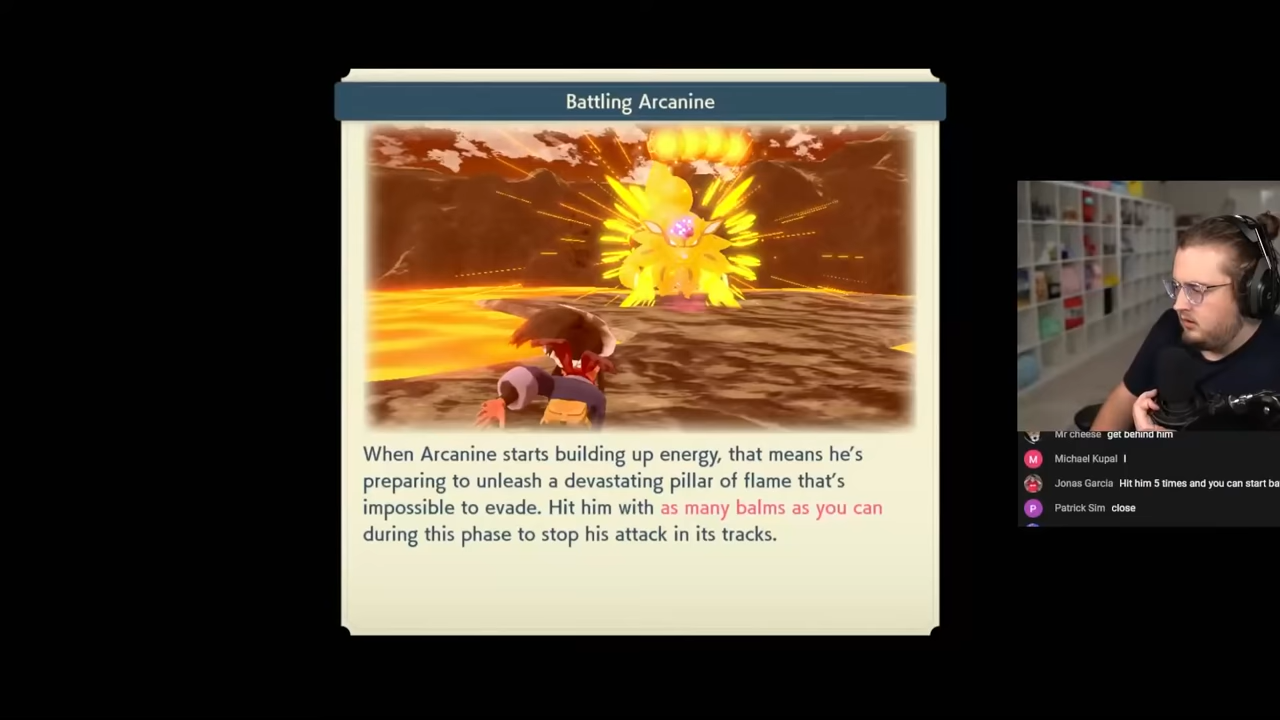 Battling Arcanine
When Arcanine starts building up energy, that means he's
preparing to unleash a devastating pillar of flame that's
impossible to evade. Hit him with as many balms as you can
during this phase to stop his attack in its tracks.
Mr cheese get behind him
M Michael Kupal I
Jonas Garcia Hit him 5 times and you can start ba
P Patrick Sim close